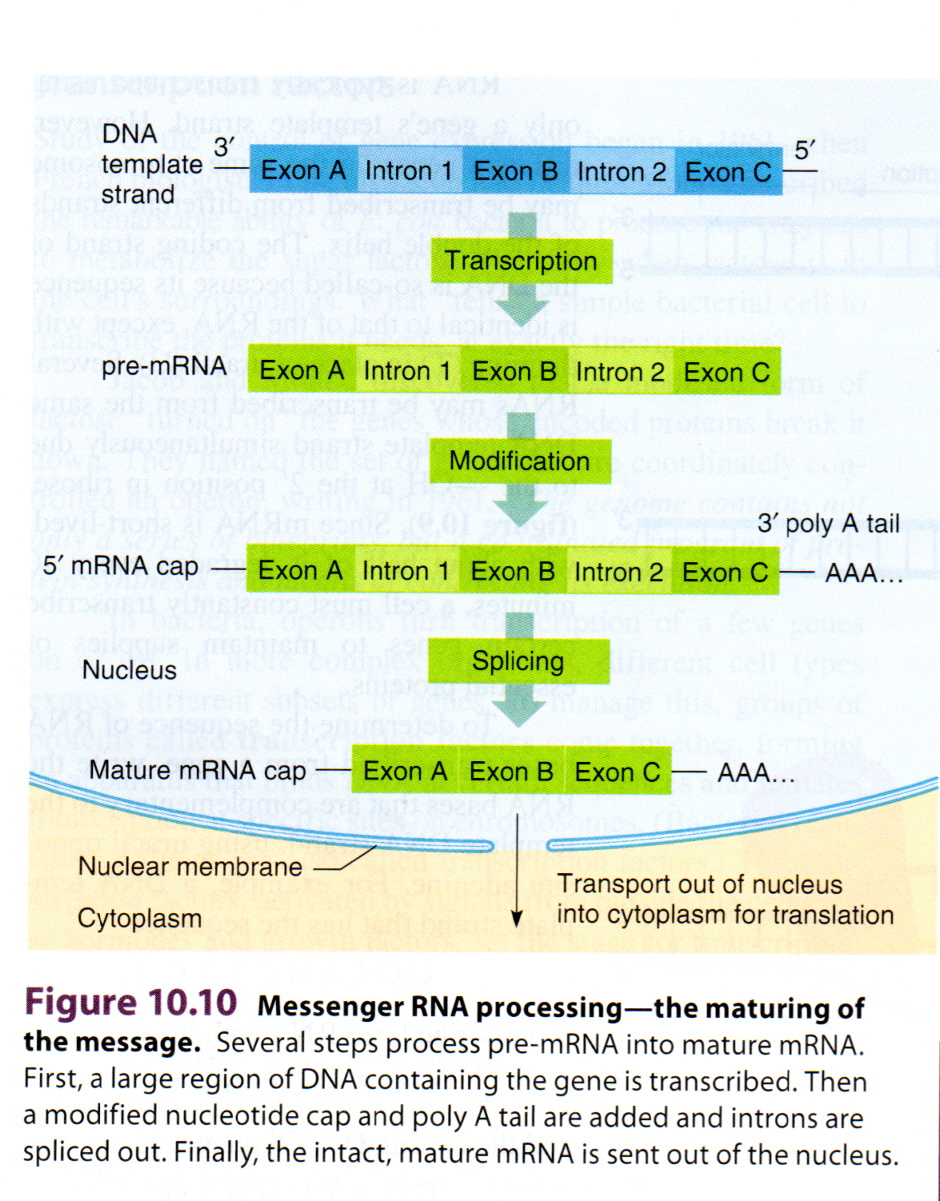 DNA
template
strand
3′
Exon A Intron 1 Exon B Intron 2 Exon C
5′
Transcription
pre-mRNA Exon A Intron 1 Exon B Intron 2 Exon C
Modification
3′ poly A tail
5′ mRNA cap Exon A Intron 1 Exon B Intron 2 Exon C AAA...
Nucleus
Splicing
Mature mRNA cap Exon A Exon B Exon C AAA...
Nuclear membrane
Cytoplasm
Transport out of nucleus
into cytoplasm for translation
Figure 10.10 Messenger RNA processing—the maturing of
the message. Several steps process pre-mRNA into mature mRNA.
First, a large region of DNA containing the gene is transcribed. Then
a modified nucleotide cap and poly A tail are added and introns are
spliced out. Finally, the intact, mature mRNA is sent out of the nucleus.